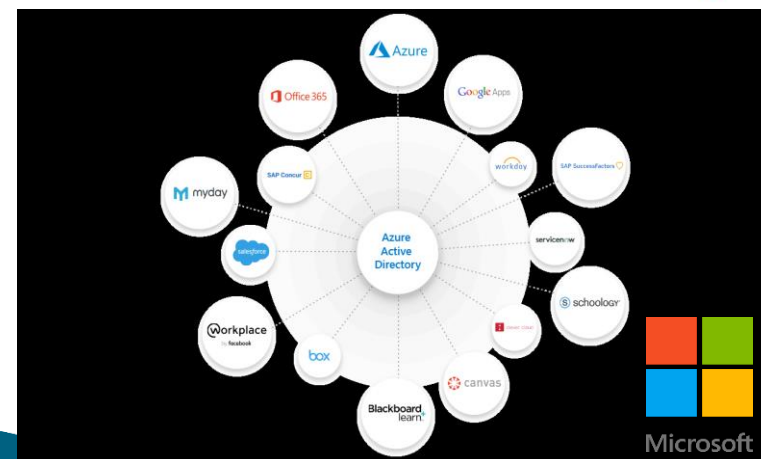 Azure
Office 365
Google Apps
SAP Concur
workday
SAP SuccessFactors
myday
Azure
Active
Directory
salesforce
servicenow
schoology
Workplace
by facebook
box
canvas
Blackboard
learn
Microsoft